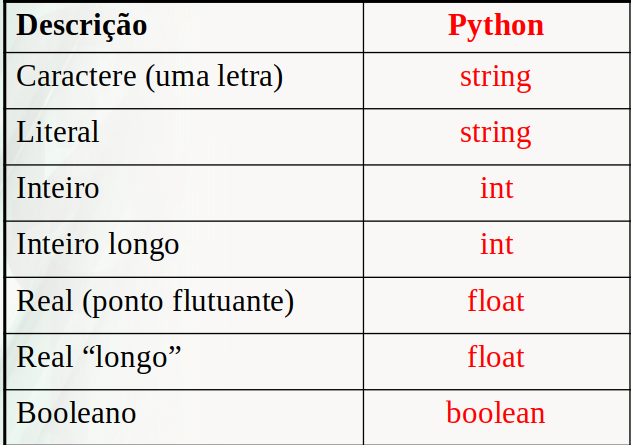 Descrição Python
Caractere (uma letra) string
Literal string
Inteiro int
Inteiro longo int
Real (ponto flutuante) float
Real “longo” float
Booleano boolean